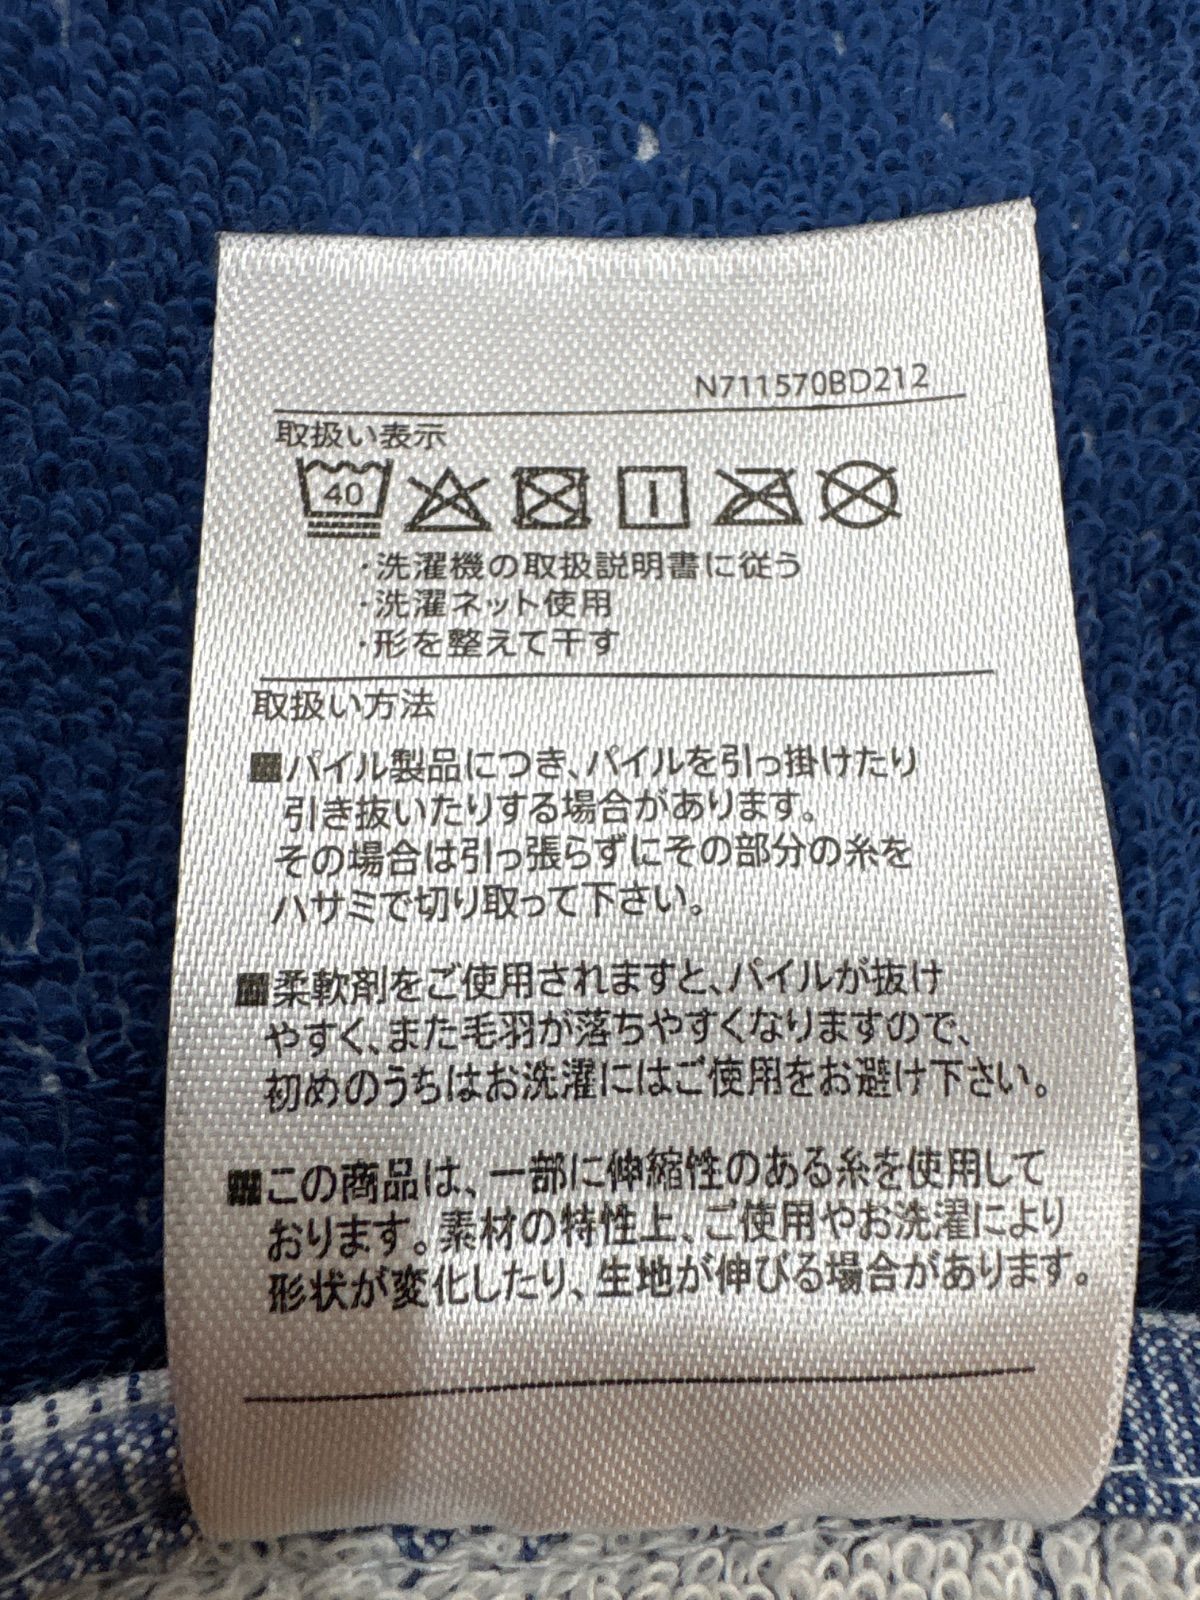 N711570BD212
取扱い表示
40
・洗濯機の取扱説明書に従う
・洗濯ネット使用
・形を整えて干す
取扱い方法
■パイル製品につき、パイルを引っ掛けたり
引き抜いたりする場合があります。
その場合は引っ張らずにその部分の糸を
ハサミで切り取って下さい。
■柔軟剤をご使用されますと、パイルが抜け
やすく、また毛羽が落ちやすくなりますので、
初めのうちはお洗濯にはご使用をお避け下さい。
■この商品は、一部に伸縮性のある糸を使用して
おります。素材の特性上、ご使用やお洗濯により
形状が変化したり、生地が伸びる場合があります。